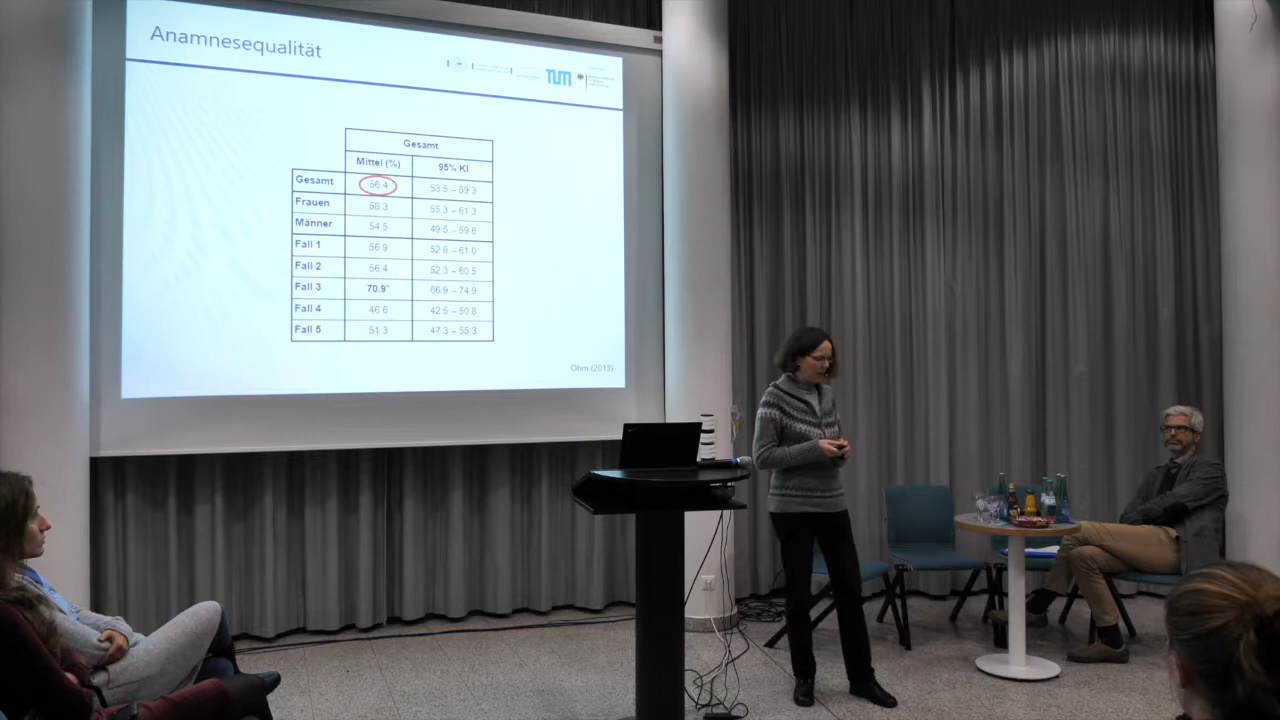 Anamnesequalität
TUM
Gesamt
Mittel (%) 95% KI
Gesamt 56.4 53.5 – 59.3
Frauen 58.3 55.3 – 61.3
Männer 54.5 49.5 – 59.6
Fall 1 56.9 52.8 – 61.0
Fall 2 56.4 52.3 – 60.5
Fall 3 70.9* 66.9 – 74.9
Fall 4 46.6 42.5 – 50.8
Fall 5 51.3 47.3 – 55.3
Ohm (2013)